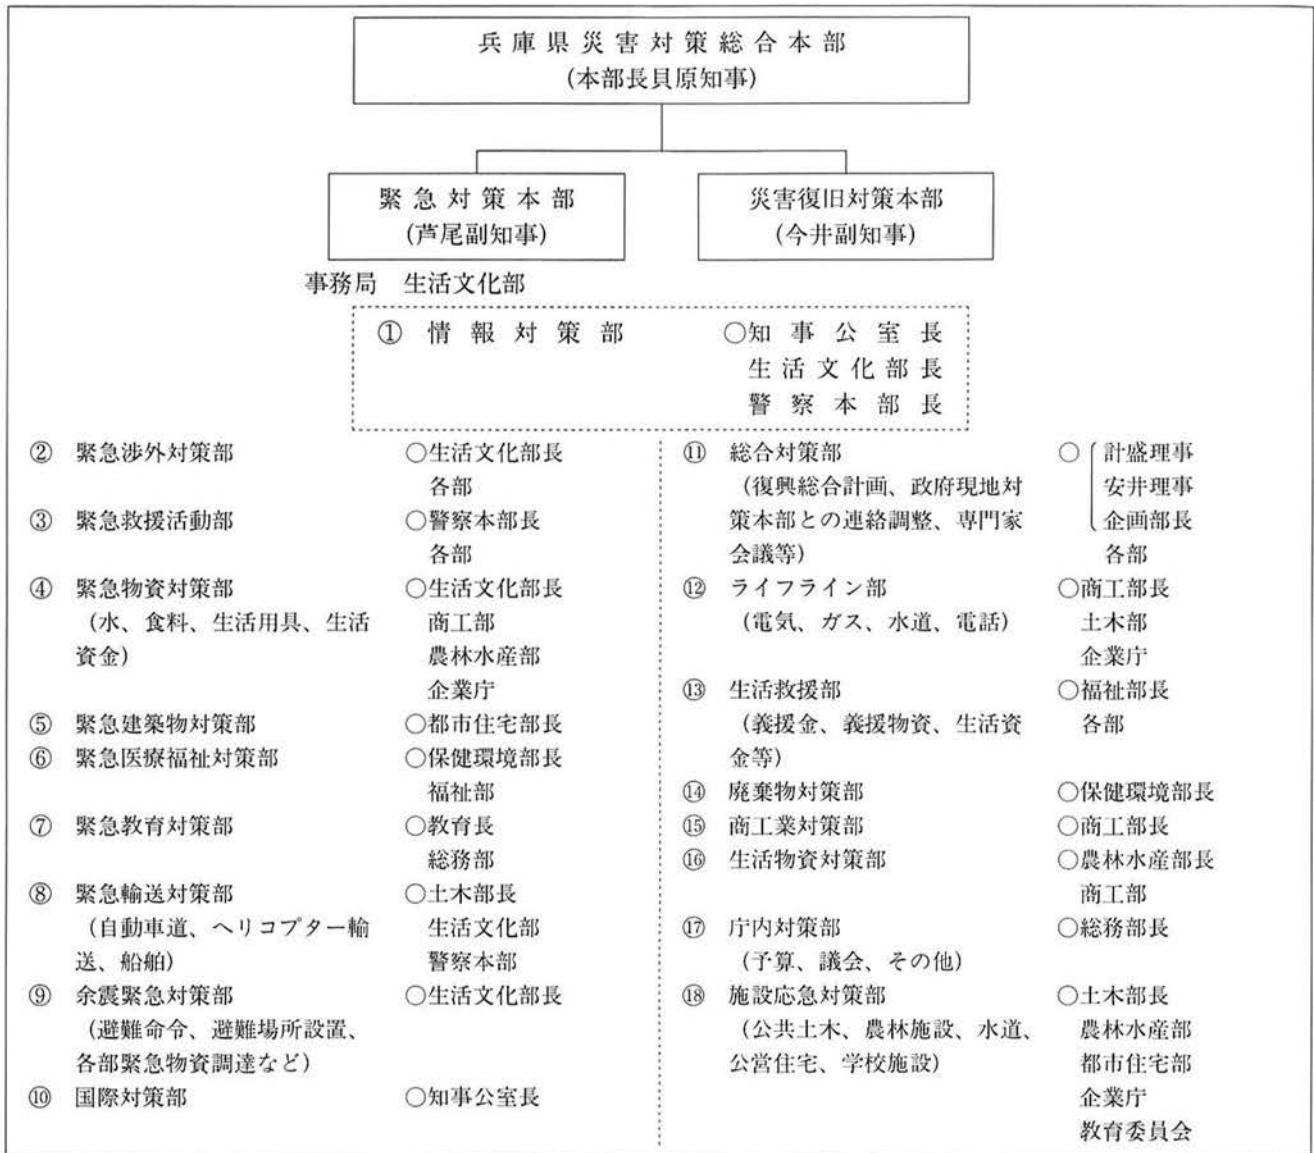 兵庫県災害対策総合本部
(本部長貝原知事)
緊急対策本部
(芦尾副知事)
災害復旧対策本部
(今井副知事)
事務局 生活文化部
① 情報対策部 ○知事公室長
生活文化部長
警察本部長
② 緊急渉外対策部 ○生活文化部長
各部
③ 緊急救援活動部 ○警察本部長
各部
④ 緊急物資対策部 ○生活文化部長
(水、食料、生活用具、生活 商工部
資金) 農林水産部
企業庁
⑤ 緊急建築物対策部 ○都市住宅部長
⑥ 緊急医療福祉対策部 ○保健環境部長
福祉部
⑦ 緊急教育対策部 ○教育長
総務部
⑧ 緊急輸送対策部 ○土木部長
(自動車道、ヘリコプター輸 生活文化部
送、船舶) 警察本部
⑨ 余震緊急対策部 ○生活文化部長
(避難命令、避難場所設置、
各部緊急物資調達など)
⑩ 国際対策部 ○知事公室長
⑪ 総合対策部 ○ 計盛理事
(復興総合計画、政府現地対 安井理事
策本部との連絡調整、専門家 企画部長
会議等) 各部
⑫ ライフライン部 ○商工部長
(電気、ガス、水道、電話) 土木部
企業庁
⑬ 生活救援部 ○福祉部長
(義援金、義援物資、生活資 各部
金等)
⑭ 廃棄物対策部 ○保健環境部長
⑮ 商工業対策部 ○商工部長
⑯ 生活物資対策部 ○農林水産部長
商工部
⑰ 庁内対策部 ○総務部長
(予算、議会、その他)
⑱ 施設応急対策部 ○土木部長
(公共土木、農林施設、水道、 農林水産部
公営住宅、学校施設) 都市住宅部
企業庁
教育委員会